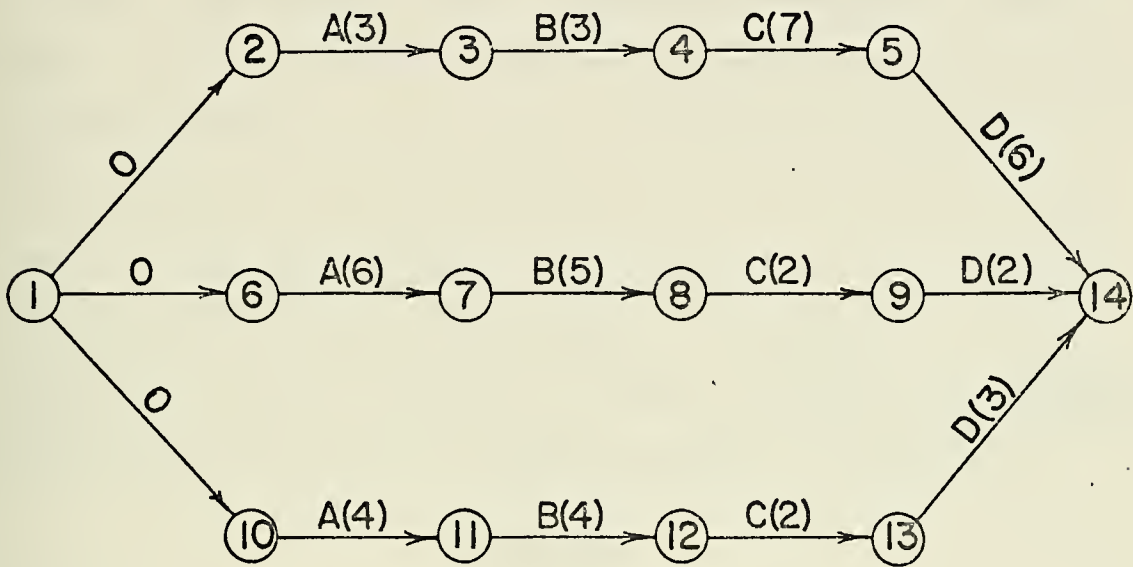 2 A(3) 3 B(3) 4 C(7) 5
0 D(6)
1 0 6 A(6) 7 B(5) 8 C(2) 9 D(2) 14
0 D(3)
10 A(4) 11 B(4) 12 C(2) 13